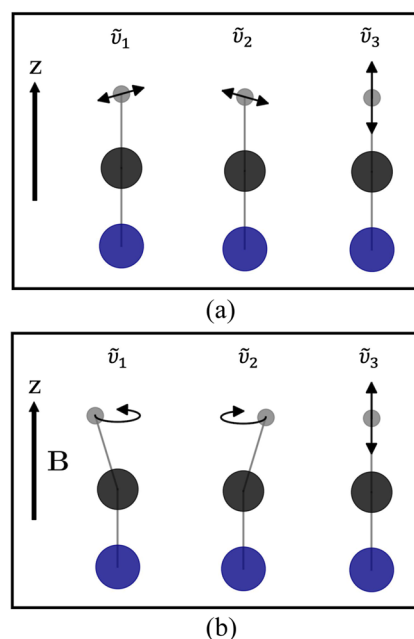 ṽ₁ ṽ₂ ṽ₃
z
(a)
ṽ₁ ṽ₂ ṽ₃
z
B
(b)